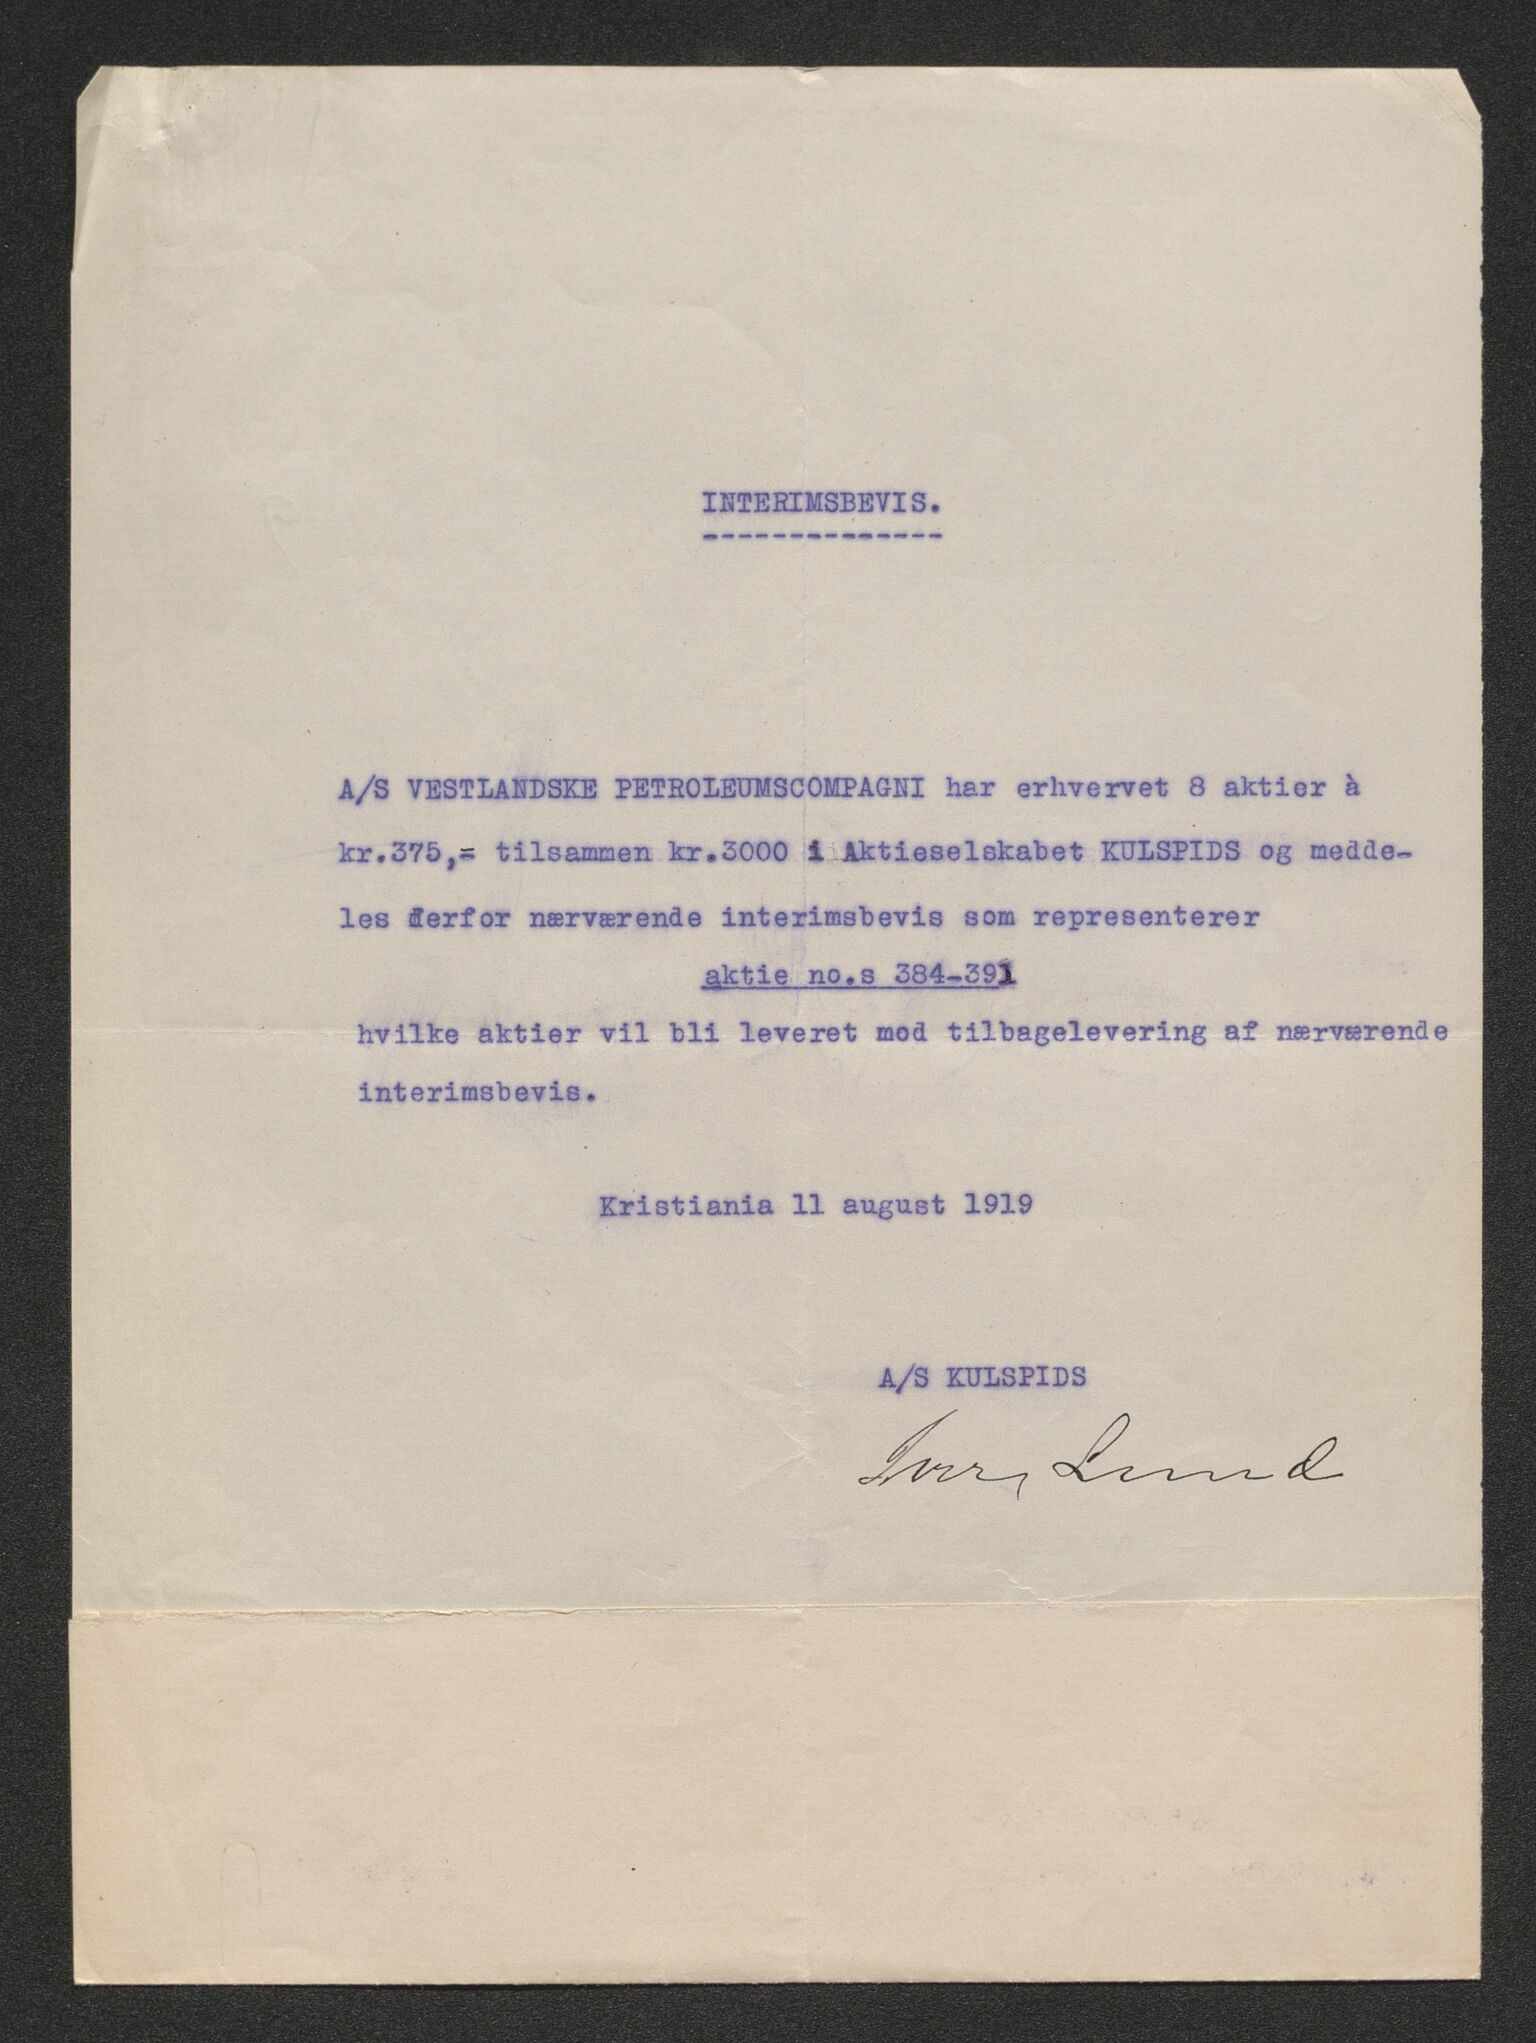 INTERIMSBEVIS.
--------------
A/S VESTLANDSKE PETROLEUMSCOMPAGNI har erhvervet 8 aktier à
kr.375,- tilsammen kr.3000 i Aktieselskabet KULSPIDS og medde-
les derfor nærværende interimsbevis som representerer
aktie no.s 384-391
hvilke aktier vil bli leveret mod tilbagelevering af nærværende
interimsbevis.
Kristiania 11 august 1919
A/S KULSPIDS
Lund